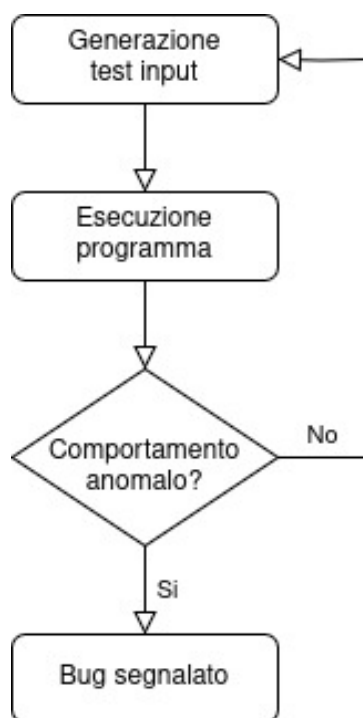 Generazione
test input
Esecuzione
programma
Comportamento
anomalo?
No
Si
Bug segnalato